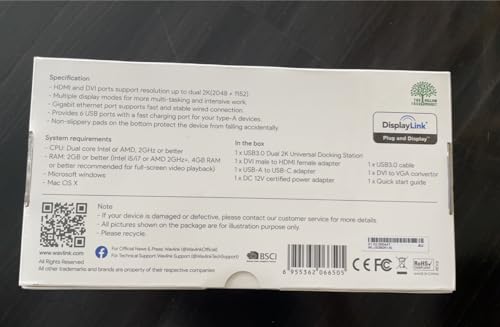 Specification
- HDMI and DVI ports support resolution up to dual 2K(2048 × 1152).
- Multiple display modes for more multi-tasking and intensive work.
- Gigabit ethernet port supports fast and stable wired connection.
- Provides 6 USB ports with a fast charging port for your type-A devices.
- Non-slippery pads on the bottom protect the device from falling accidentally.
DisplayLink™
Plug and Display™
System requirements
- CPU: Dual core Intel or AMD, 2GHz or better
- RAM: 2GB or better (Intel i5/i7 or AMD 2GHz+, 4GB RAM
or better recommended for full-screen video playback)
- Microsoft windows
- Mac OS X
In the box
1 x USB3.0 Dual 2K Universal Docking Station
1 x DVI male to HDMI female adapter
1 x USB-A to USB-C adapter
1 x DC 12V certified power adapter
1 x USB3.0 cable
1 x DVI to VGA convertor
1 x Quick start guide
Note
- If your device is damaged or defective, please contact our customer service for more details
- All pictures shown on the package are for illustration purpose only.
- Please recycle.
www.wavlink.com
All Rights Reserved
All other trademarks and brands are property of their respective companies
For Official News & Press: Wavlink (@WavlinkOfficial)
For Technical Support: Wavlink Support (@WavlinkTechSupport)
BSCI
6 955362 066505
CE FC
RoHS
COMPLIANT
MADE IN CHINA